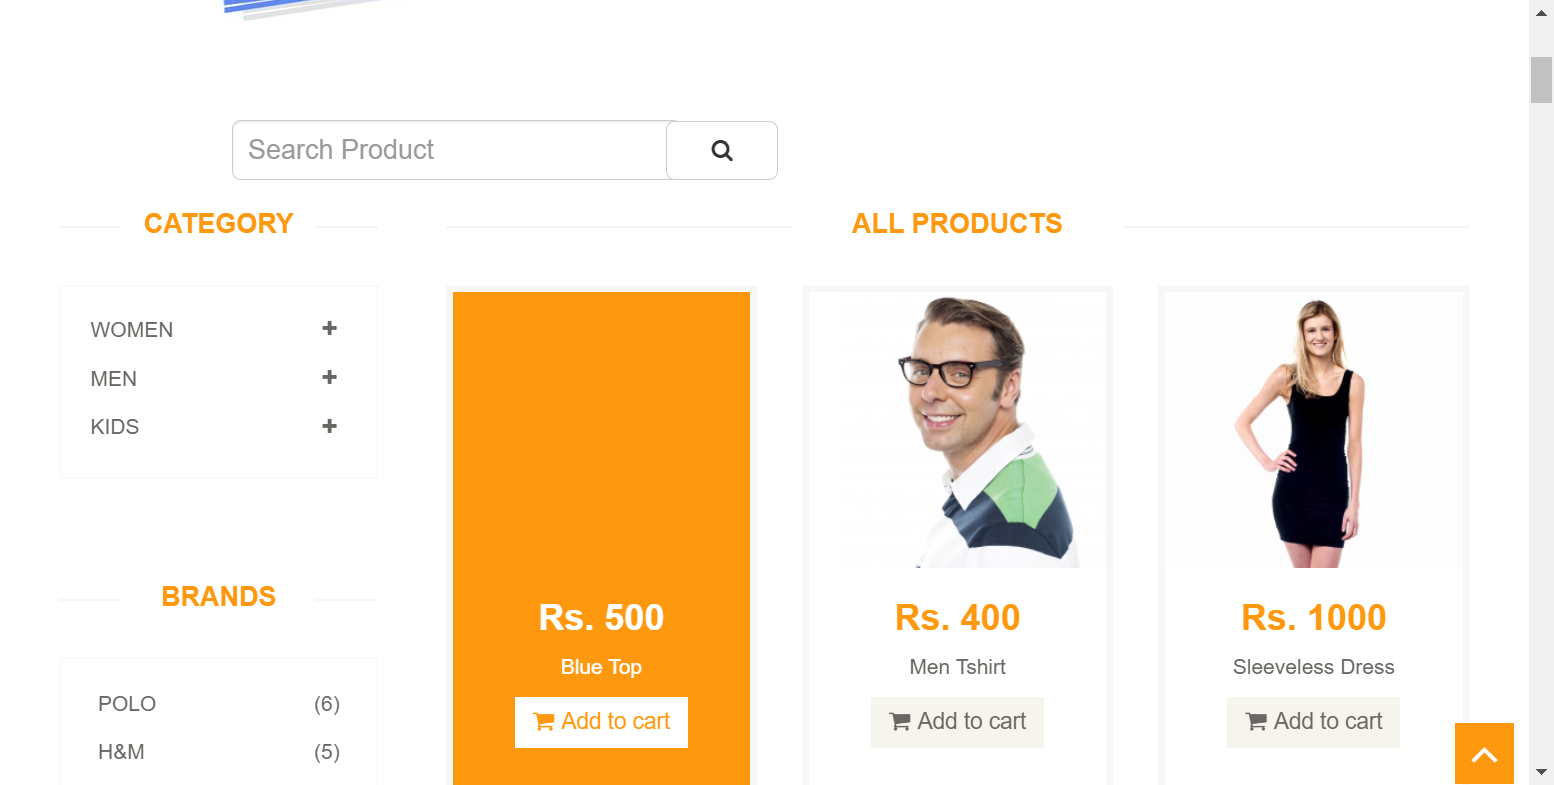 Search Product
CATEGORY
ALL PRODUCTS
WOMEN
MEN
KIDS
BRANDS
POLO (6)
H&M (5)
Rs. 500
Blue Top
Add to cart
Rs. 400
Men Tshirt
Add to cart
Rs. 1000
Sleeveless Dress
Add to cart